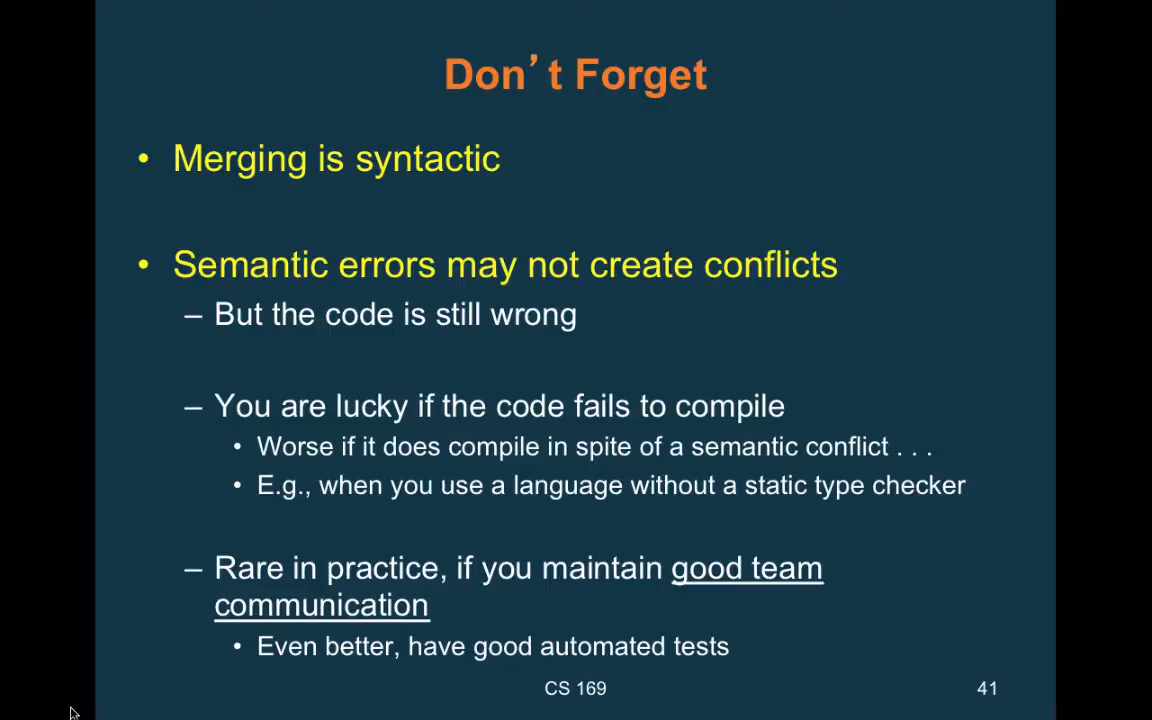 Don't Forget
• Merging is syntactic
• Semantic errors may not create conflicts
– But the code is still wrong
– You are lucky if the code fails to compile
• Worse if it does compile in spite of a semantic conflict . . .
• E.g., when you use a language without a static type checker
– Rare in practice, if you maintain good team
communication
• Even better, have good automated tests
CS 169
41